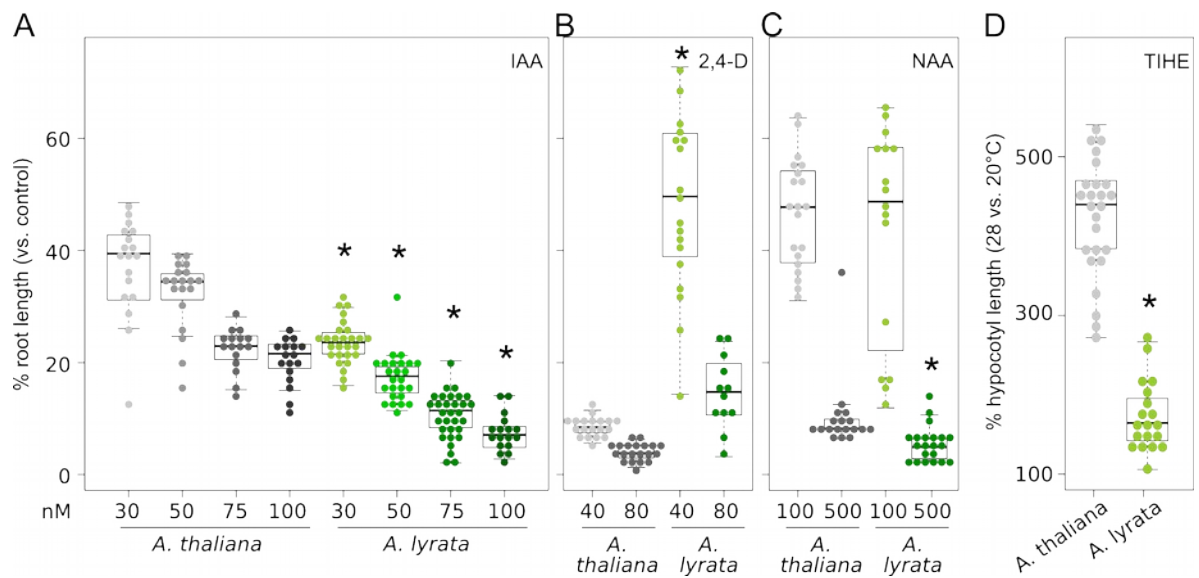 A
B
C
D
IAA
2,4-D
NAA
TIHE
% root length (vs. control)
60
40
20
0
*
*
*
*
*
*
*
% hypocotyl length (28 vs. 20°C)
500
300
100
nM
30 50 75 100 30 50 75 100
40 80 40 80
100 500 100 500
A. thaliana
A. lyrata
A. thaliana
A. lyrata
A. thaliana
A. lyrata
A. thaliana
A. lyrata